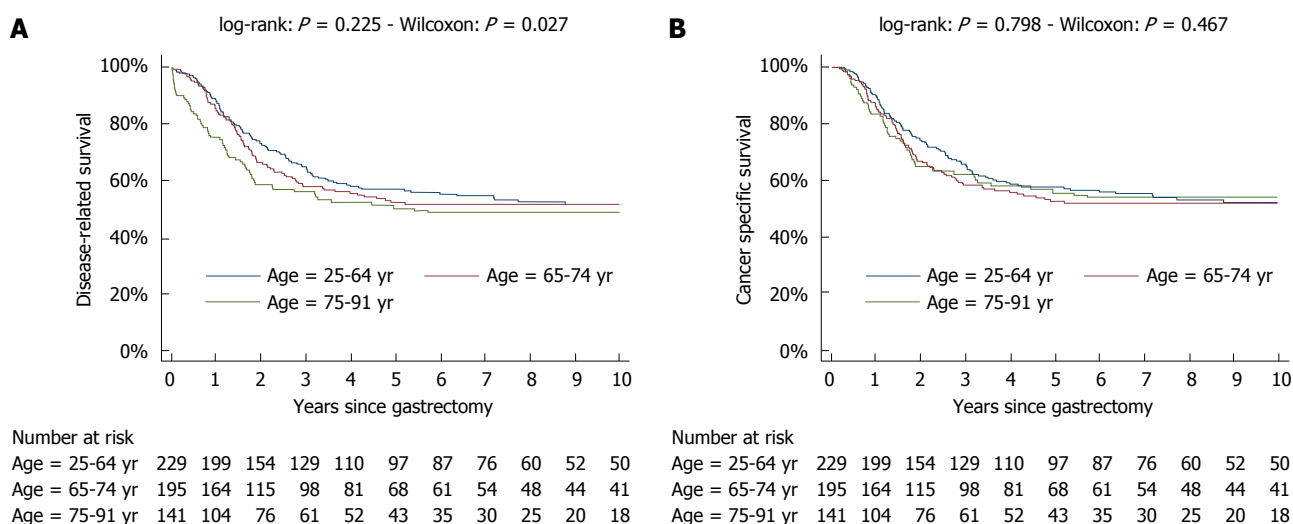 A
log-rank: P = 0.225 - Wilcoxon: P = 0.027
Disease-related survival
100%
80%
60%
40%
20%
0%
Age = 25-64 yr
Age = 65-74 yr
Age = 75-91 yr
0 1 2 3 4 5 6 7 8 9 10
Years since gastrectomy
Number at risk
Age = 25-64 yr 229 199 154 129 110 97 87 76 60 52 50
Age = 65-74 yr 195 164 115 98 81 68 61 54 48 44 41
Age = 75-91 yr 141 104 76 61 52 43 35 30 25 20 18
B
log-rank: P = 0.798 - Wilcoxon: P = 0.467
Cancer specific survival
100%
80%
60%
40%
20%
0%
Age = 25-64 yr
Age = 65-74 yr
Age = 75-91 yr
0 1 2 3 4 5 6 7 8 9 10
Years since gastrectomy
Number at risk
Age = 25-64 yr 229 199 154 129 110 97 87 76 60 52 50
Age = 65-74 yr 195 164 115 98 81 68 61 54 48 44 41
Age = 75-91 yr 141 104 76 61 52 43 35 30 25 20 18